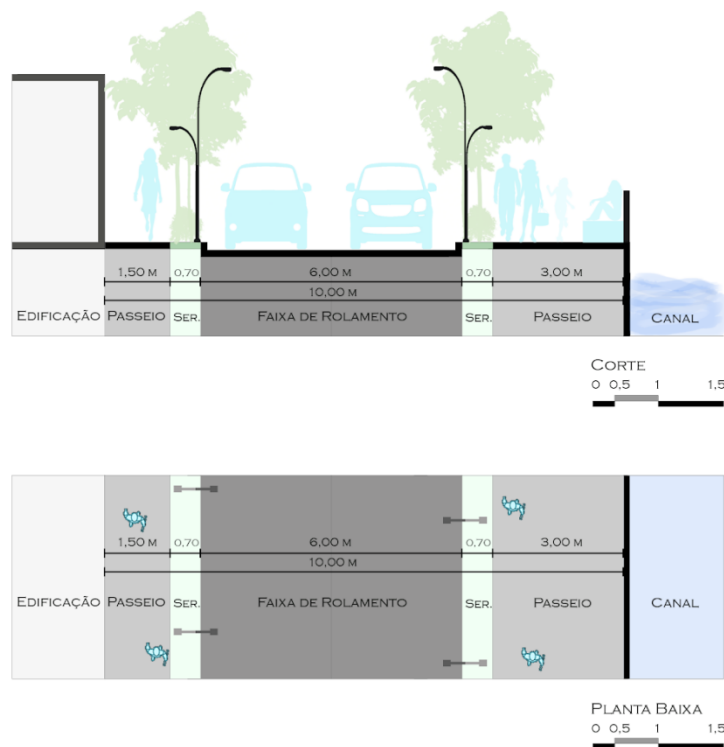 1,50 M 0,70 6,00 M 0,70 3,00 M
10,00 M
EDIFICAÇÃO PASSEIO SER. FAIXA DE ROLAMENTO SER. PASSEIO CANAL
CORTE
0 0,5 1 1,5
1,50 M 0,70 6,00 M 0,70 3,00 M
10,00 M
EDIFICAÇÃO PASSEIO SER. FAIXA DE ROLAMENTO SER. PASSEIO CANAL
PLANTA BAIXA
0 0,5 1 1,5